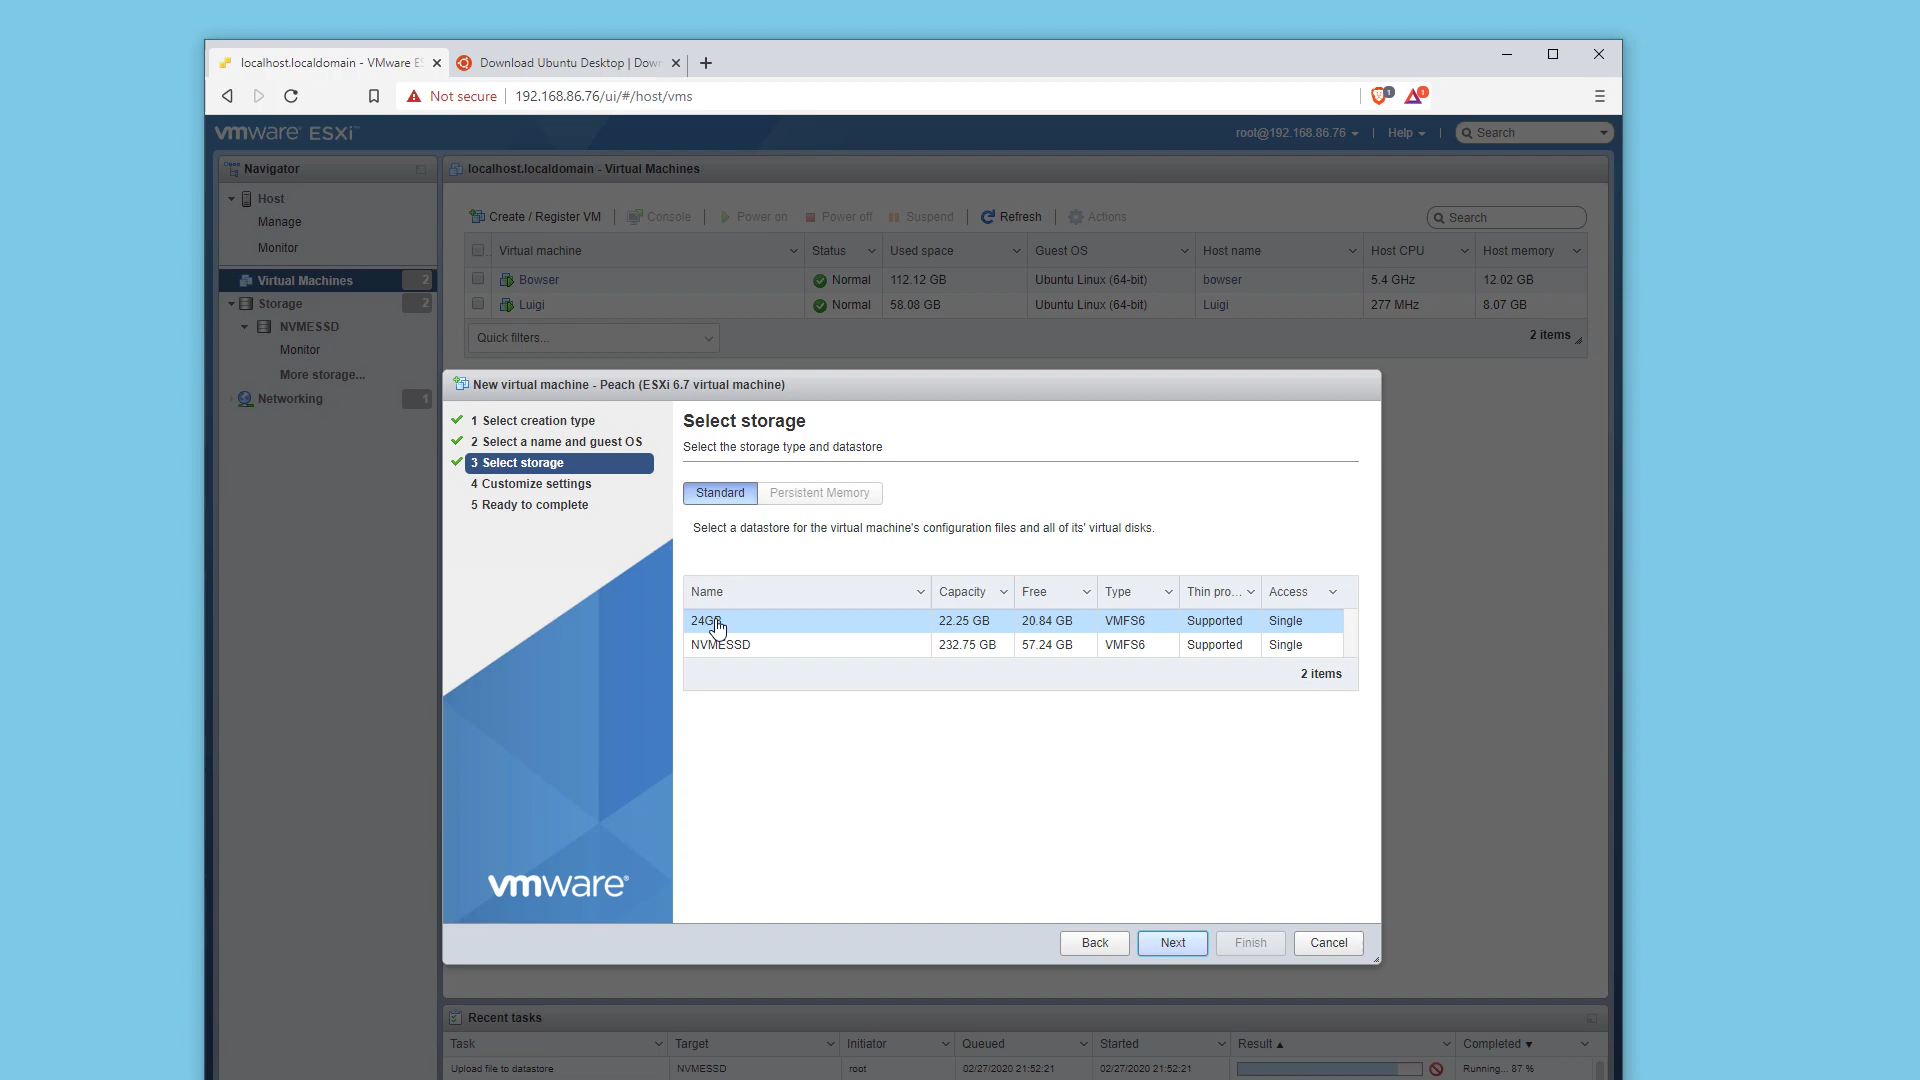 localhost.localdomain - VMware ES
Download Ubuntu Desktop | Down
Not secure
192.168.86.76/ui/#/host/vms
1
1
vmware ESXi™
root@192.168.86.76
Help
Search
Navigator
Host
Manage
Monitor
Virtual Machines 2
Storage 2
NVMESSD
Monitor
More storage...
Networking 1
localhost.localdomain - Virtual Machines
Create / Register VM | Console | Power on Power off Suspend | Refresh | Actions
Search
Virtual machine Status Used space Guest OS Host name Host CPU Host memory
Bowser Normal 112.12 GB Ubuntu Linux (64-bit) bowser 5.4 GHz 12.02 GB
Luigi Normal 58.08 GB Ubuntu Linux (64-bit) Luigi 277 MHz 8.07 GB
Quick filters...
2 items
New virtual machine - Peach (ESXi 6.7 virtual machine)
1 Select creation type
2 Select a name and guest OS
3 Select storage
4 Customize settings
5 Ready to complete
vmware®
Select storage
Select the storage type and datastore
Standard Persistent Memory
Select a datastore for the virtual machine's configuration files and all of its' virtual disks.
Name Capacity Free Type Thin pro... Access
24GB 22.25 GB 20.84 GB VMFS6 Supported Single
NVMESSD 232.75 GB 57.24 GB VMFS6 Supported Single
2 items
Back Next Finish Cancel
Recent tasks
Task Target Initiator Queued Started Result ▲ Completed ▼
Upload file to datastore NVMESSD root 02/27/2020 21:52:21 02/27/2020 21:52:21 Running... 87 %